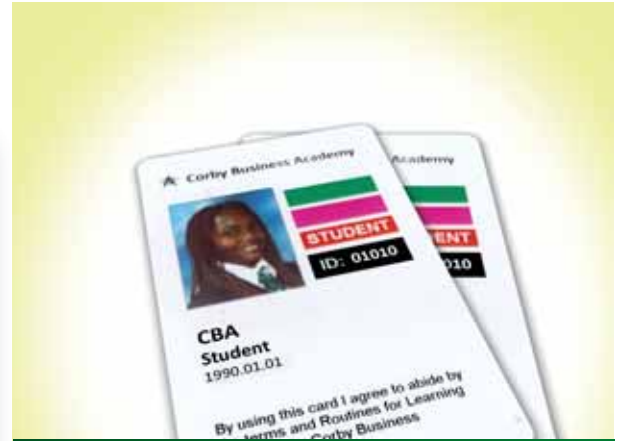 Corby Business Academy
Academy
STUDENT
ENT
ID: 01010
010
CBA
Student
1990.01.01
By using this card I agree to abide by
terms and Routines for Learning
Corby Business